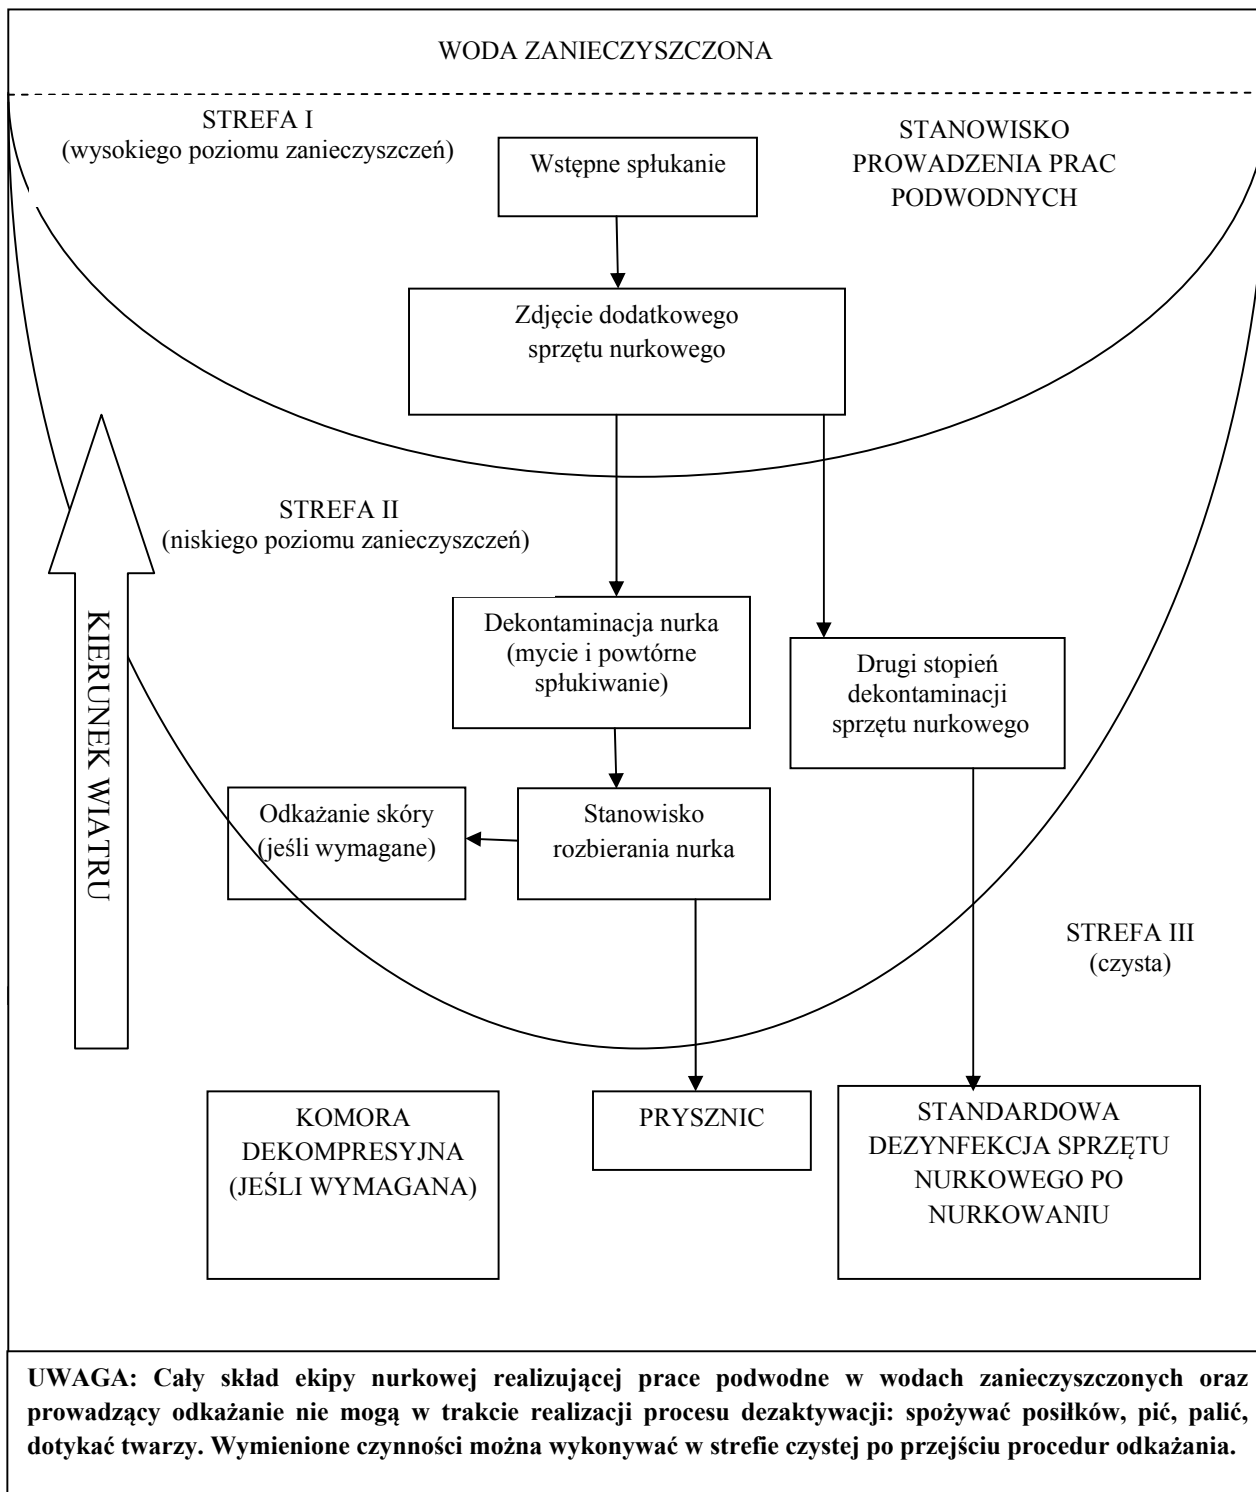 WODA ZANIECZYSZCZONA
STREFA I
(wysokiego poziomu zanieczyszczeń)
Wstępne spłukanie
STANOWISKO
PROWADZENIA PRAC
PODWODNYCH
Zdjęcie dodatkowego
sprzętu nurkowego
STREFA II
(niskiego poziomu zanieczyszczeń)
KIERUNEK WIATRU
Dekontaminacja nurka
(mycie i powtórne
spłukiwanie)
Drugi stopień
dekontaminacji
sprzętu nurkowego
Odkażanie skóry
(jeśli wymagane)
Stanowisko
rozbierania nurka
STREFA III
(czysta)
KOMORA
DEKOMPRESYJNA
(JEŚLI WYMAGANA)
PRYSZNIC
STANDARDOWA
DEZYNFEKCJA SPRZĘTU
NURKOWEGO PO
NURKOWANIU
UWAGA: Cały skład ekipy nurkowej realizującej prace podwodne w wodach zanieczyszczonych oraz
prowadzący odkażanie nie mogą w trakcie realizacji procesu dezaktywacji: spożywać posiłków, pić, palić,
dotykać twarzy. Wymienione czynności można wykonywać w strefie czystej po przejściu procedur odkażania.